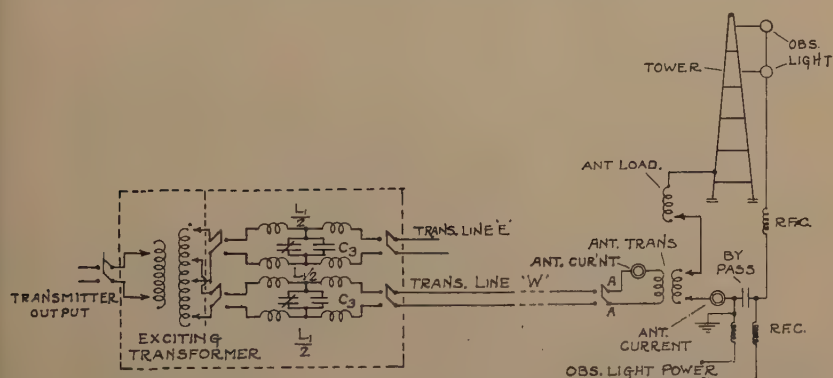 OBS.
LIGHT
TOWER
ANT LOAD.
R.F.C.
L₁/2
TRANS. LINE 'E'
C₃
ANT. TRANS
ANT. CUR'NT
BY
PASS
L₁/2
TRANS. LINE 'W'
A
A
C₃
TRANSMITTER
OUTPUT
L₁/2
EXCITING
TRANSFORMER
ANT.
CURRENT
R.F.C.
OBS. LIGHT POWER